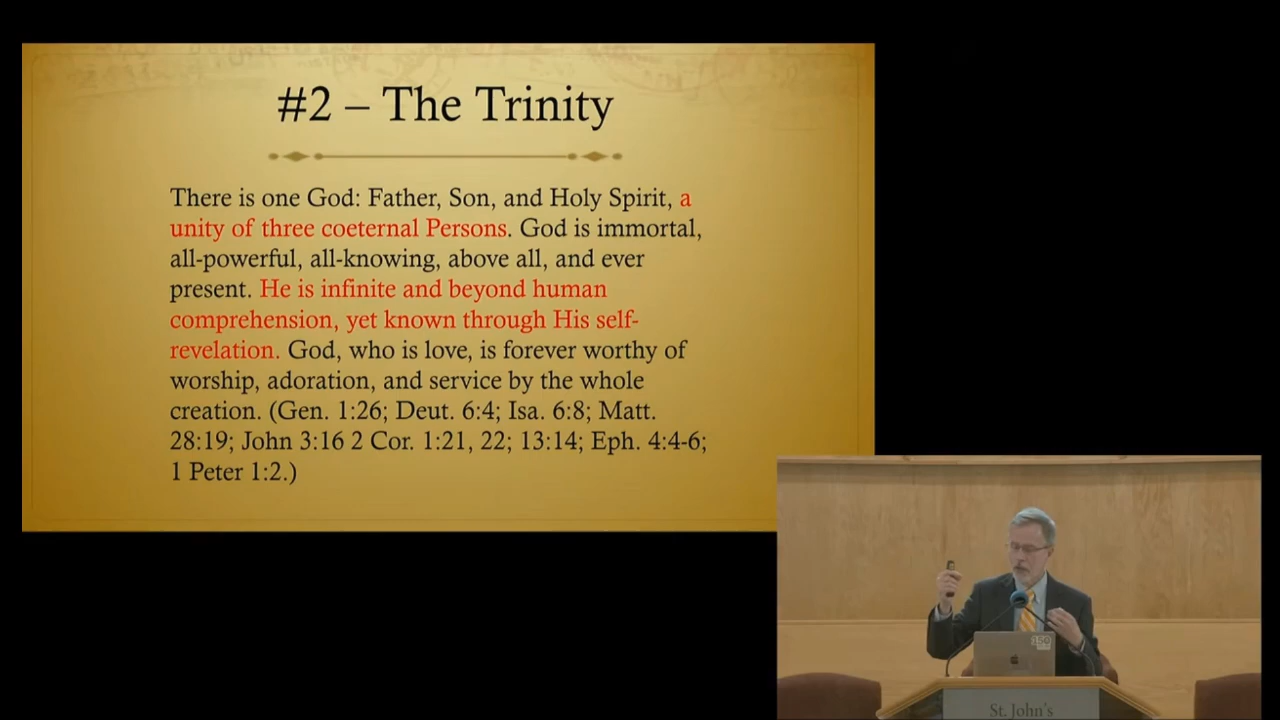 #2 – The Trinity
There is one God: Father, Son, and Holy Spirit, a
unity of three coeternal Persons. God is immortal,
all-powerful, all-knowing, above all, and ever
present. He is infinite and beyond human
comprehension, yet known through His self-
revelation. God, who is love, is forever worthy of
worship, adoration, and service by the whole
creation. (Gen. 1:26; Deut. 6:4; Isa. 6:8; Matt.
28:19; John 3:16 2 Cor. 1:21, 22; 13:14; Eph. 4:4-6;
1 Peter 1:2.)
150
St. John's